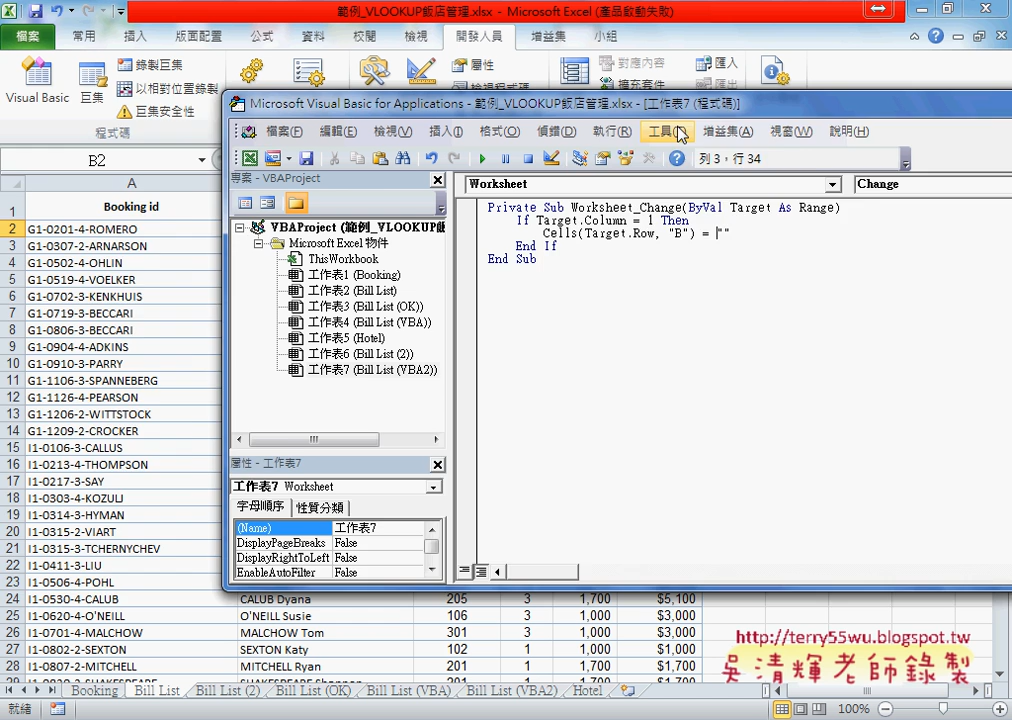 範例_VLOOKUP飯店管理.xlsx - Microsoft Excel (產品啟動失敗)
檔案 常用 插入 版面配置 公式 資料 校閱 檢視 開發人員 增益集 小組
Visual Basic 巨集 錄製巨集 以相對位置錄製 巨集安全性 屬性 檢視程式碼 對應內容 擴充套件 匯入 匯出
程式碼
B2
Microsoft Visual Basic for Applications - 範例_VLOOKUP飯店管理.xlsx - [工作表7 (程式碼)]
檔案(F) 編輯(E) 檢視(V) 插入(I) 格式(O) 偵錯(D) 執行(R) 工具 增益集(A) 視窗(W) 說明(H)
列 3，行 34
專案 - VBAProject
VBAProject (範例_VLOOKUP飯
Microsoft Excel 物件
ThisWorkbook
工作表1 (Booking)
工作表2 (Bill List)
工作表3 (Bill List (OK))
工作表4 (Bill List (VBA))
工作表5 (Hotel)
工作表6 (Bill List (2))
工作表7 (Bill List (VBA2))
屬性 - 工作表7
工作表7 Worksheet
字母順序 性質分類
(Name) 工作表7
DisplayPageBreaks False
DisplayRightToLeft False
EnableAutoFilter False
Worksheet Change
Private Sub Worksheet_Change(ByVal Target As Range)
If Target.Column = 1 Then
Cells(Target.Row, "B") = ""
End If
End Sub
A
1 Booking id
2 G1-0201-4-ROMERO
3 G1-0307-2-ARNARSON
4 G1-0502-4-OHLIN
5 G1-0519-4-VOELKER
6 G1-0702-3-KENKHUIS
7 G1-0719-3-BECCARI
8 G1-0806-3-BECCARI
9 G1-0904-4-ADKINS
10 G1-0910-3-PARRY
11 G1-1106-3-SPANNEBERG
12 G1-1126-4-PEARSON
13 G1-1206-2-WITTSTOCK
14 G1-1209-2-CROCKER
15 I1-0106-3-CALLUS
16 I1-0213-4-THOMPSON
17 I1-0217-3-SAY
18 I1-0303-4-KOZULJ
19 I1-0314-3-HYMAN
20 I1-0315-2-VIART
21 I1-0315-3-TCHERNYCHEV
22 I1-0411-3-LIU
23 I1-0506-4-POHL
24 I1-0530-4-CALUB CALUB Dyana 205 3 1,700 $5,100
25 I1-0620-4-O'NEILL O'NEILL Susie 106 3 1,000 $3,000
26 I1-0701-4-MALCHOW MALCHOW Tom 301 3 1,000 $3,000
27 I1-0802-2-SEXTON SEXTON Katy 102 1 1,000 $1,000
28 I1-0807-2-MITCHELL MITCHELL Ryan 201 1 1,700 $1,700
Booking Bill List Bill List (2) Bill List (OK) Bill List (VBA) Bill List (VBA2) Hotel
就緒 100%
http://terry55wu.blogspot.tw
吳清輝老師錄製